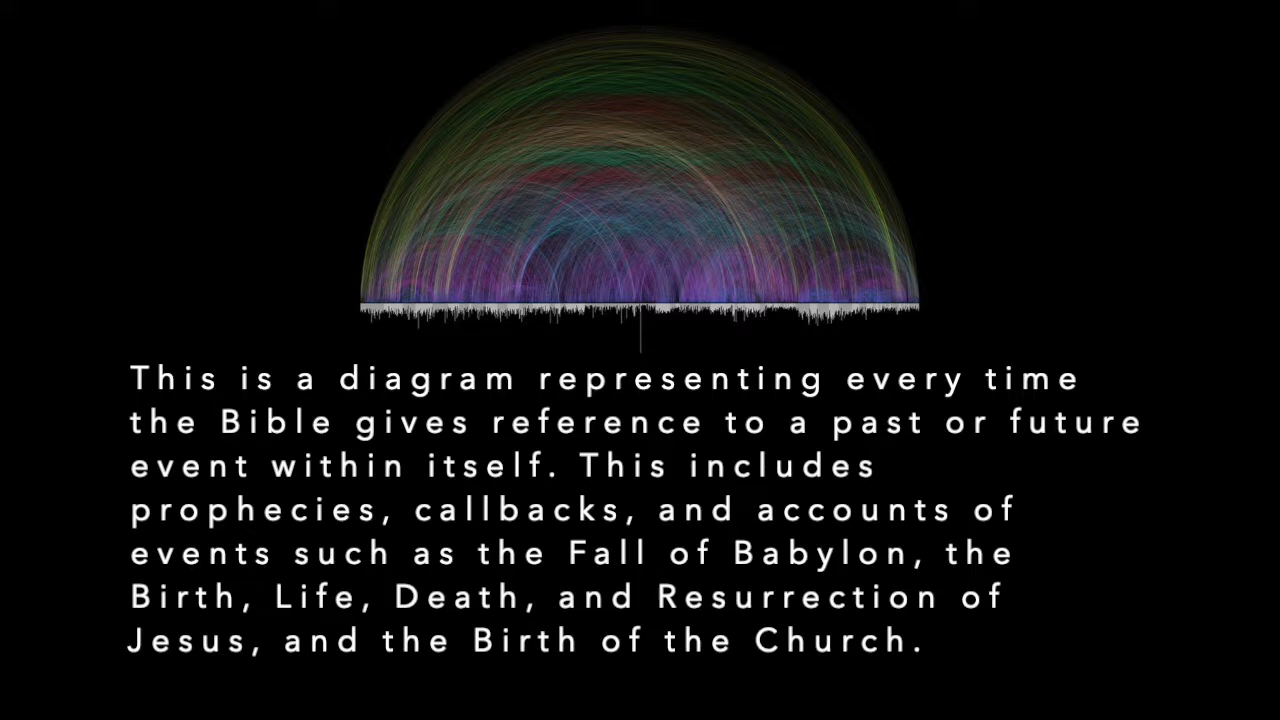 This is a diagram representing every time
the Bible gives reference to a past or future
event within itself. This includes
prophecies, callbacks, and accounts of
events such as the Fall of Babylon, the
Birth, Life, Death, and Resurrection of
Jesus, and the Birth of the Church.